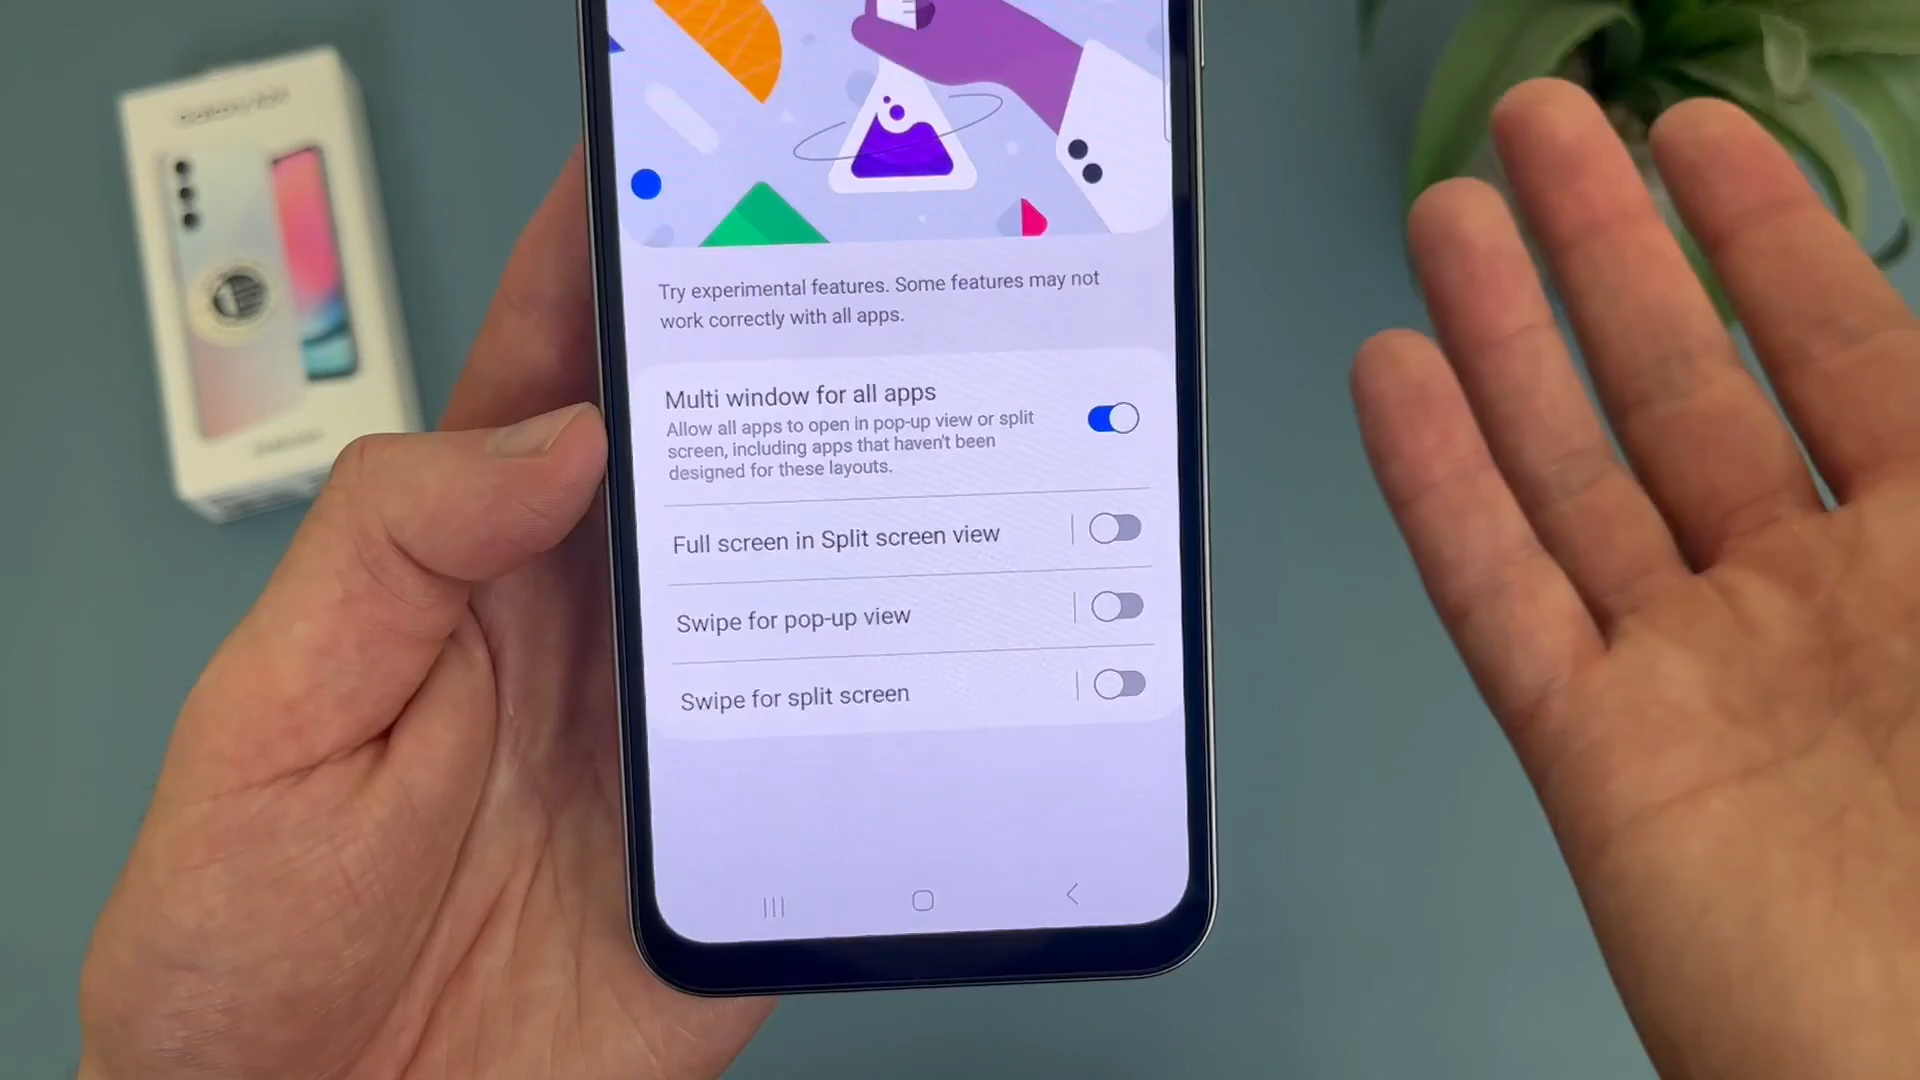 Try experimental features. Some features may not
work correctly with all apps.
Multi window for all apps
Allow all apps to open in pop-up view or split
screen, including apps that haven't been
designed for these layouts.
Full screen in Split screen view
Swipe for pop-up view
Swipe for split screen